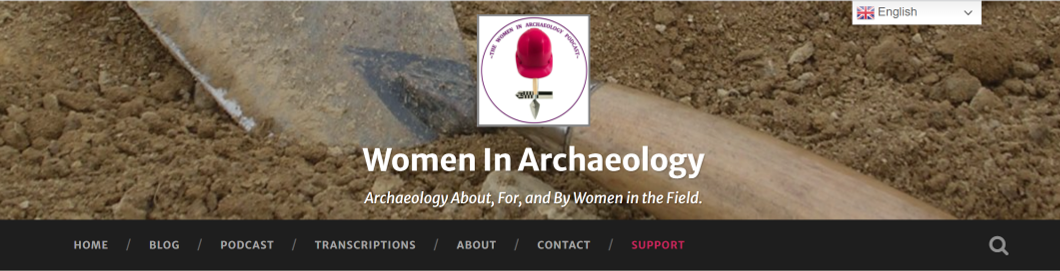 English
THE WOMEN IN ARCHAEOLOGY PODCAST
Women In Archaeology
Archaeology About, For, and By Women in the Field.
HOME / BLOG / PODCAST / TRANSCRIPTIONS / ABOUT / CONTACT / SUPPORT